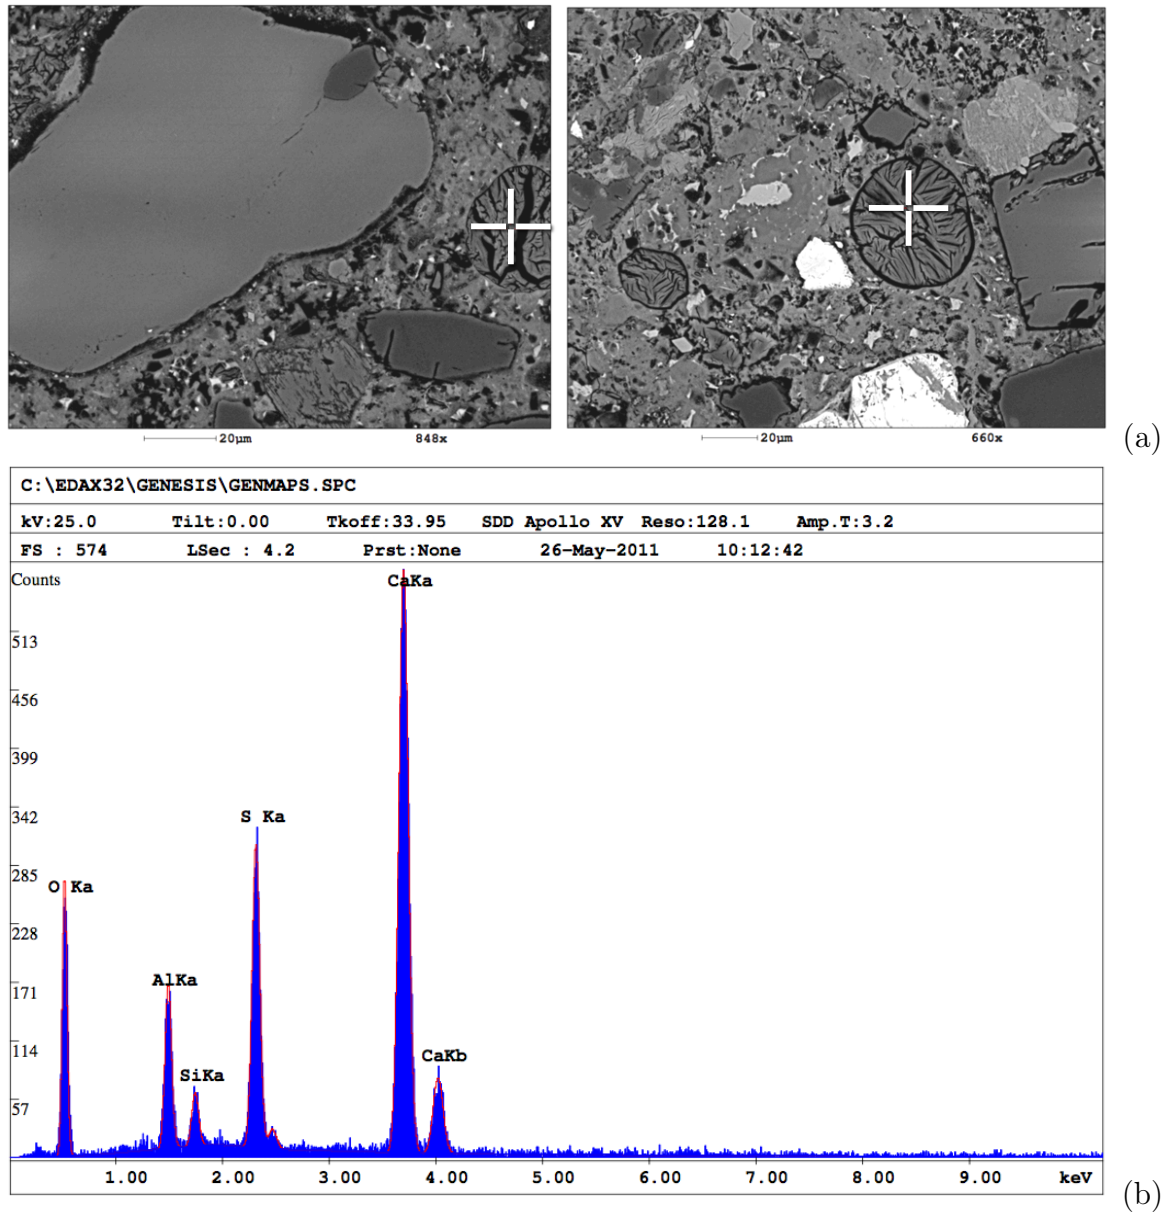 20µm 848x
20µm 660x
(a)
C:\EDAX32\GENESIS\GENMAPS.SPC
kV:25.0 Tilt:0.00 Tkoff:33.95 SDD Apollo XV Reso:128.1 Amp.T:3.2
FS : 574 LSec : 4.2 Prst:None 26-May-2011 10:12:42
Counts
CaKa
513
456
399
342
S Ka
285
O Ka
228
AlKa
171
114
CaKb
SiKa
57
1.00 2.00 3.00 4.00 5.00 6.00 7.00 8.00 9.00 keV
(b)